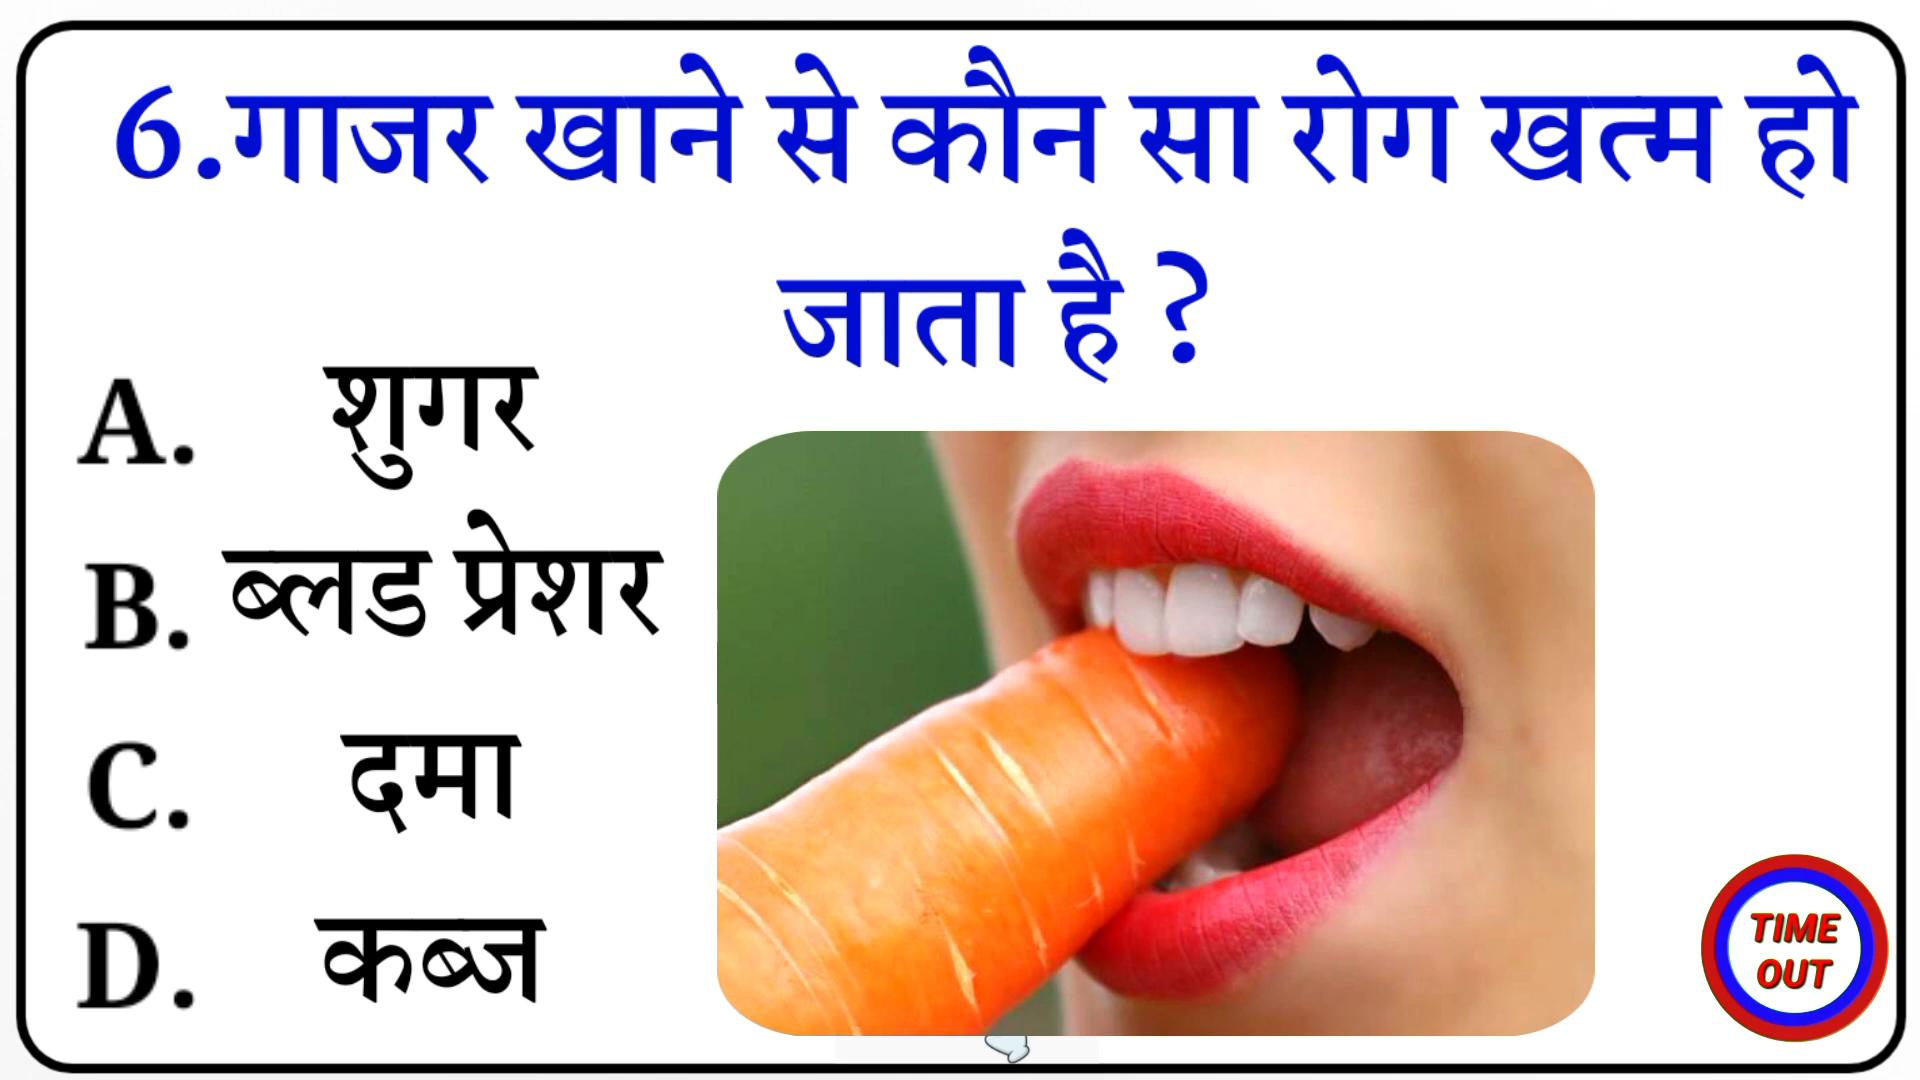 6.गाजर खाने से कौन सा रोग खत्म हो
जाता है ?
A. शुगर
B. ब्लड प्रेशर
C. दमा
D. कब्ज
TIME
OUT